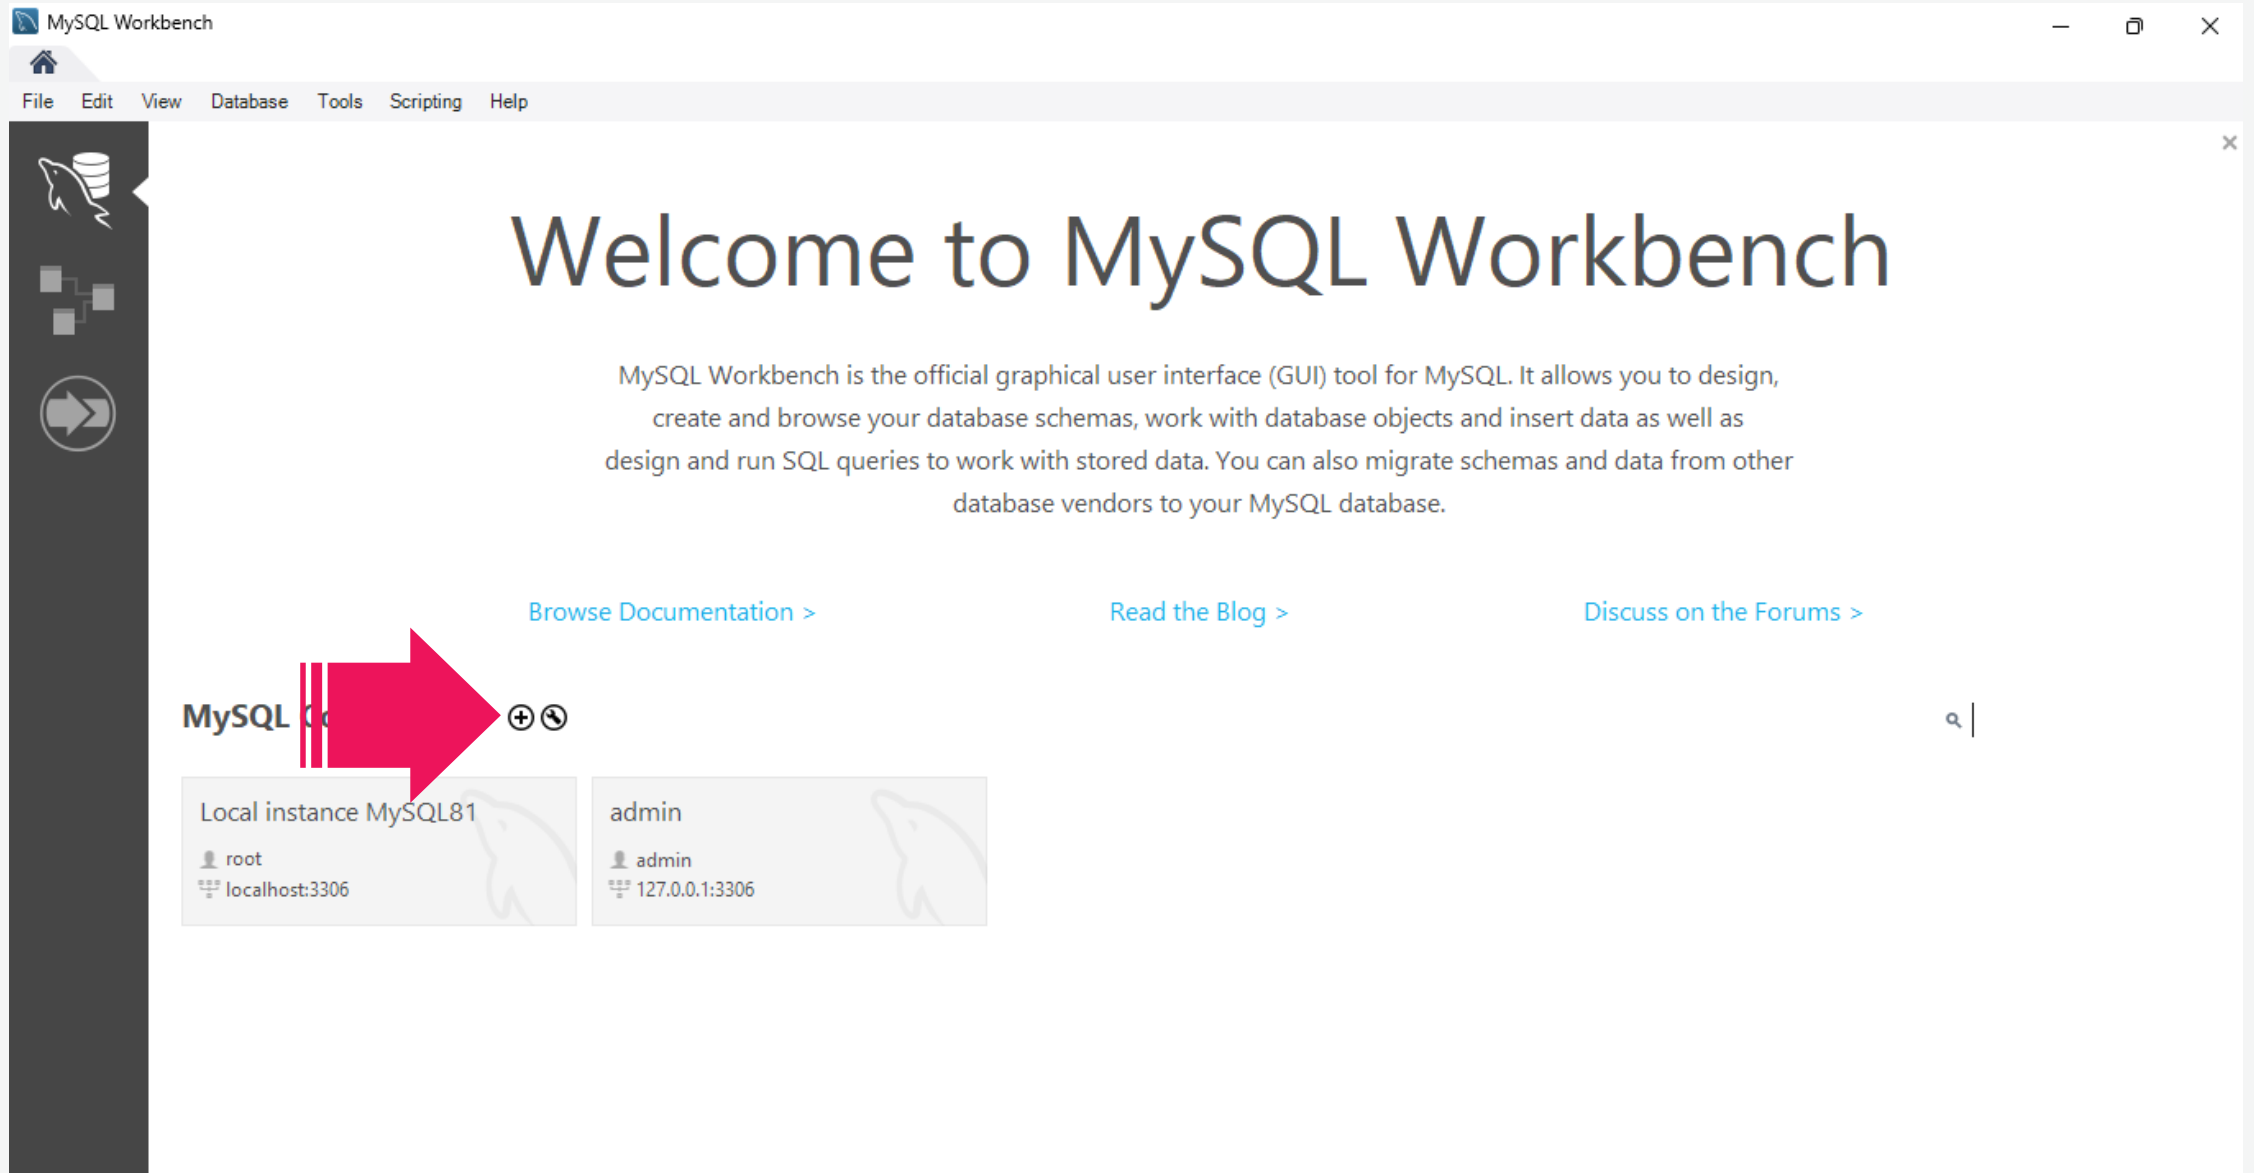 MySQL Workbench
File Edit View Database Tools Scripting Help
Welcome to MySQL Workbench
MySQL Workbench is the official graphical user interface (GUI) tool for MySQL. It allows you to design,
create and browse your database schemas, work with database objects and insert data as well as
design and run SQL queries to work with stored data. You can also migrate schemas and data from other
database vendors to your MySQL database.
Browse Documentation > Read the Blog > Discuss on the Forums >
MySQL
Local instance MySQL81
root
localhost:3306
admin
admin
127.0.0.1:3306